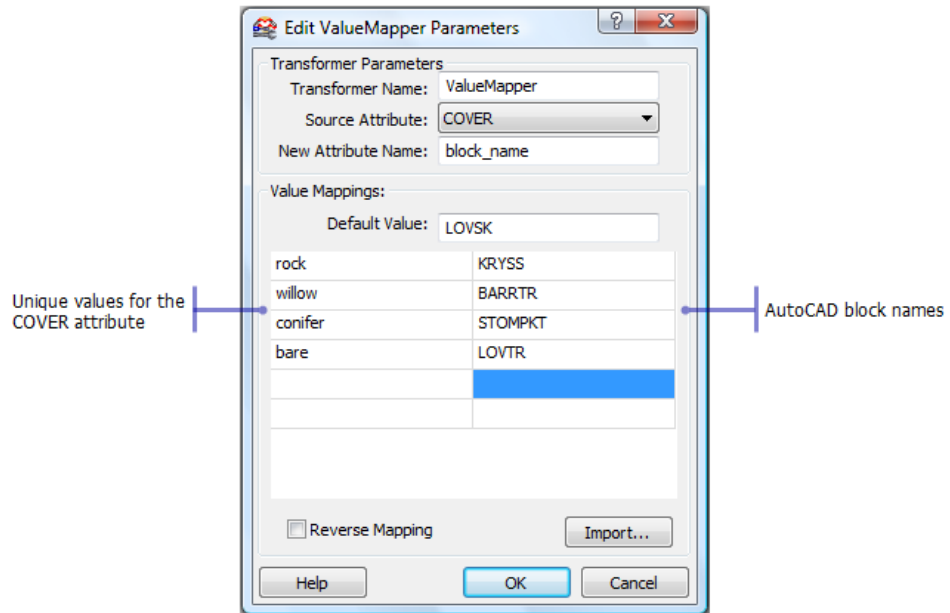 Edit ValueMapper Parameters
Transformer Parameters
Transformer Name: ValueMapper
Source Attribute: COVER
New Attribute Name: block_name
Value Mappings:
Default Value: LOVSK
rock KRYSS
willow BARRTR
conifer STOMPKT
bare LOVTR
Unique values for the
COVER attribute
AutoCAD block names
Reverse Mapping Import...
Help OK Cancel